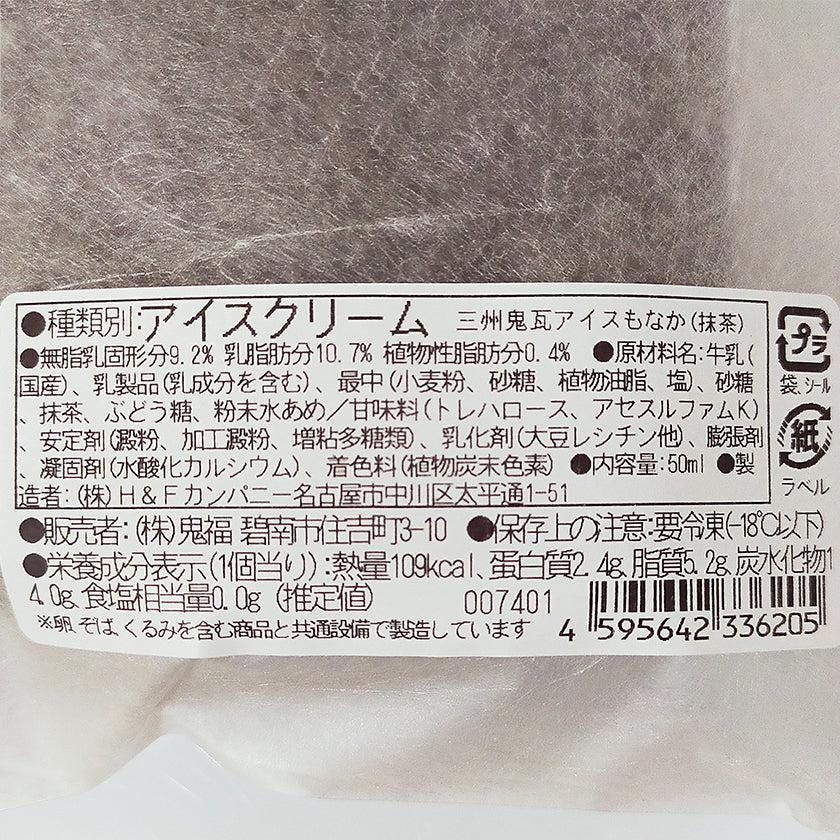 ●種類別:アイスクリーム 三州鬼瓦アイスもなか(抹茶)
●無脂乳固形分9.2% 乳脂肪分10.7% 植物性脂肪分0.4% ●原材料名:牛乳(
国産)、乳製品(乳成分を含む)、最中(小麦粉、砂糖、植物油脂、塩)、砂糖
、抹茶、ぶどう糖、粉末水あめ/甘味料(トレハロース、アセスルファムK)
、安定剤(澱粉、加工澱粉、増粘多糖類)、乳化剤(大豆レシチン他)、膨張剤
、凝固剤(水酸化カルシウム)、着色料(植物炭末色素) ●内容量:50ml ●製
造者:(株)H&Fカンパニー名古屋市中川区太平通1-51
●販売者:(株)鬼福 碧南市住吉町3-10 ●保存上の注意:要冷凍(-18℃以下)
●栄養成分表示(1個当り):熱量109kcal、蛋白質2.4g、脂質5.2g、炭水化物1
4.0g、食塩相当量0.0g(推定値) 007401
※卵、そば、くるみを含む商品と共通設備で製造しています
4 595642 336205
プラ
袋、シール
紙
ラベル